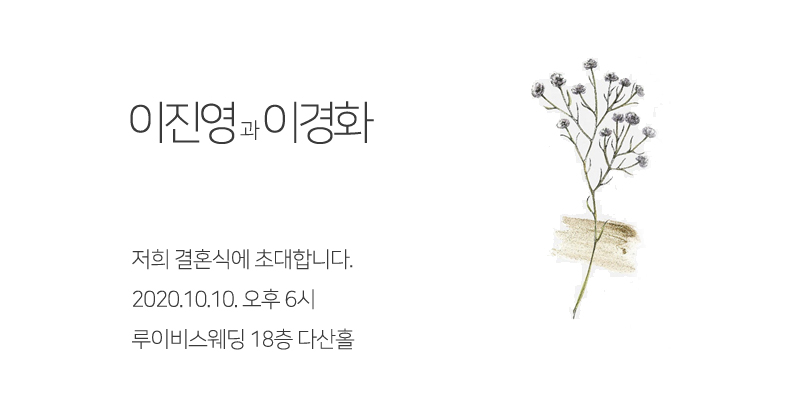 이진영과 이경화
저희 결혼식에 초대합니다.
2020.10.10. 오후 6시
루이비스웨딩 18층 다산홀